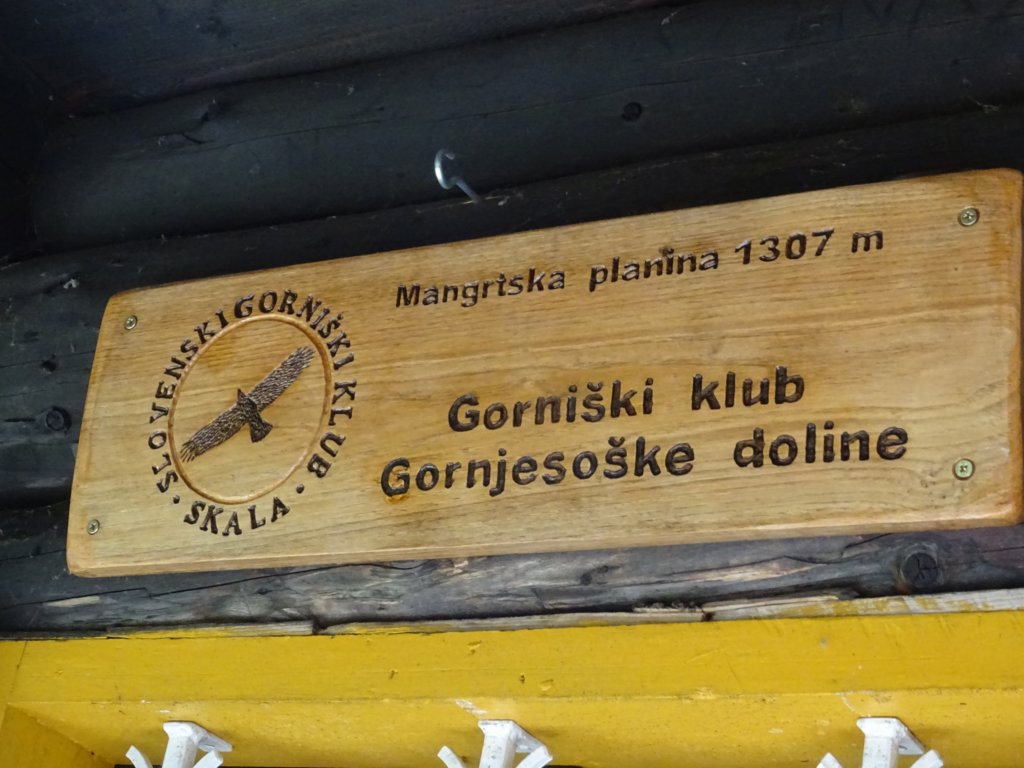 SLOVENSKI GORNIŠKI KLUB · SKALA ·
Mangrtska planina 1307 m
Gorniški klub
Gornjesoške doline